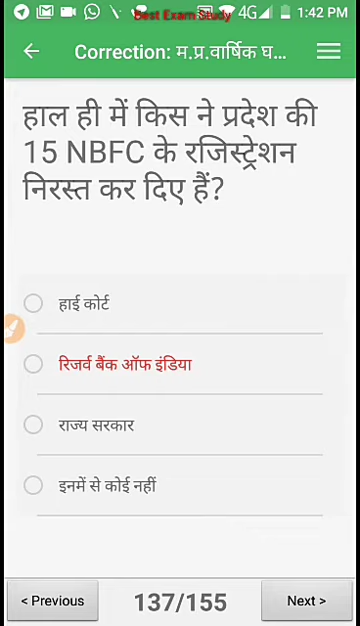 Best Exam Study 4G 1:42 PM
Correction: म.प्र.वार्षिक घ...
हाल ही में किस ने प्रदेश की
15 NBFC के रजिस्ट्रेशन
निरस्त कर दिए हैं?
हाई कोर्ट
रिजर्व बैंक ऑफ इंडिया
राज्य सरकार
इनमें से कोई नहीं
< Previous 137/155 Next >